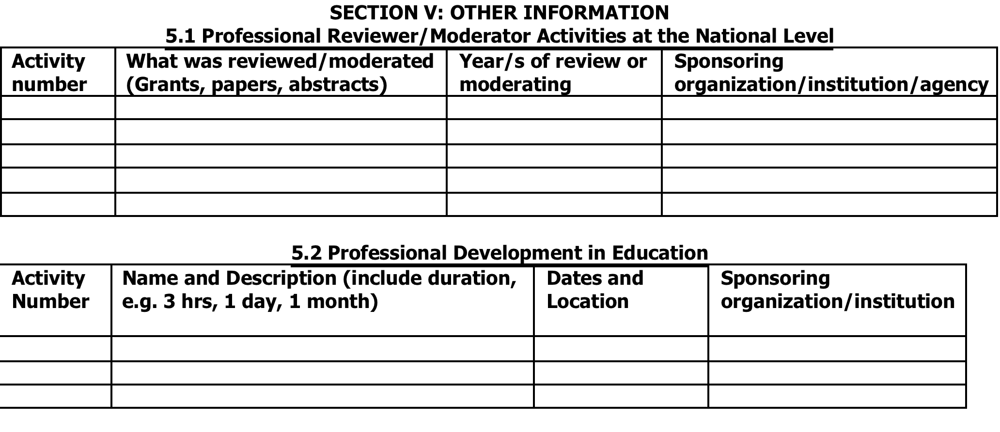 SECTION V: OTHER INFORMATION
5.1 Professional Reviewer/Moderator Activities at the National Level
Activity number
What was reviewed/moderated (Grants, papers, abstracts)
Year/s of review or moderating
Sponsoring organization/institution/agency
5.2 Professional Development in Education
Activity Number
Name and Description (include duration, e.g. 3 hrs, 1 day, 1 month)
Dates and Location
Sponsoring organization/institution